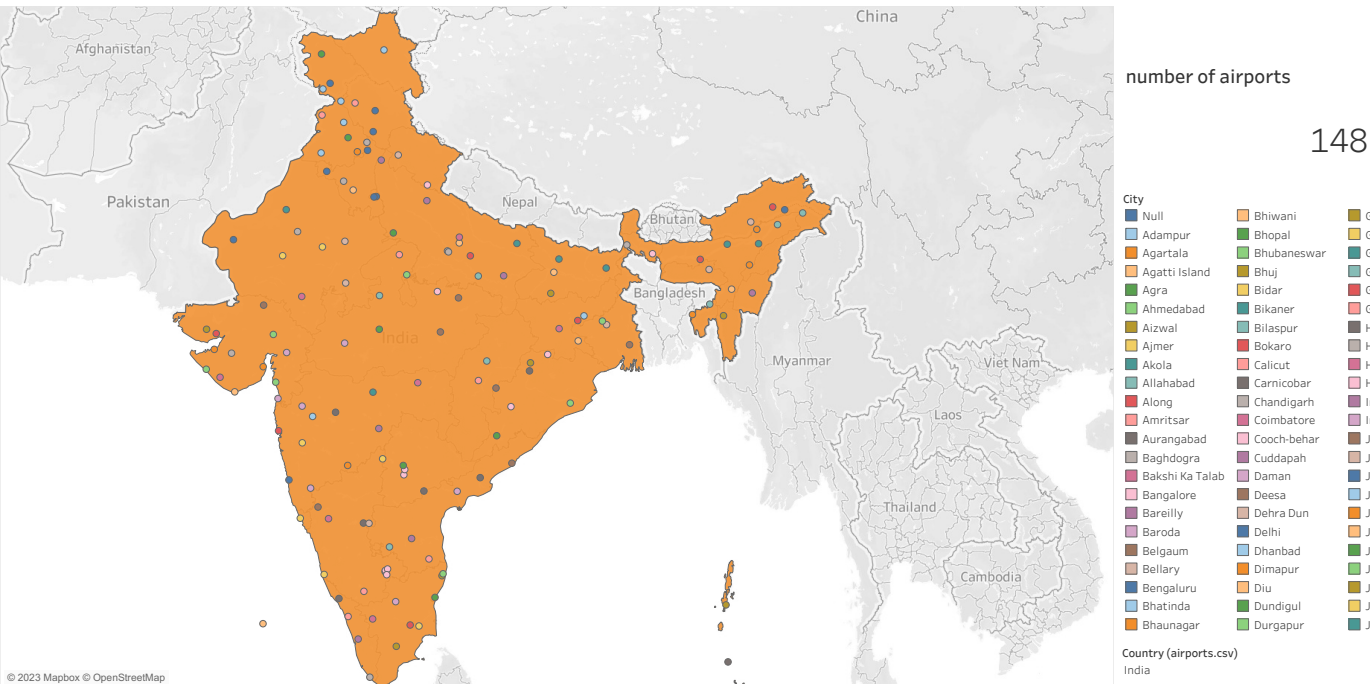 China
Afghanistan
Pakistan
Nepal
Bhutan
Bangladesh
India
Myanmar
Viet Nam
Laos
Thailand
Cambodia
© 2023 Mapbox © OpenStreetMap
number of airports
148
City
Null
Adampur
Agartala
Agatti Island
Agra
Ahmedabad
Aizwal
Ajmer
Akola
Allahabad
Along
Amritsar
Aurangabad
Baghdogra
Bakshi Ka Talab
Bangalore
Bareilly
Baroda
Belgaum
Bellary
Bengaluru
Bhatinda
Bhaunagar
Bhiwani
Bhopal
Bhubaneswar
Bhuj
Bidar
Bikaner
Bilaspur
Bokaro
Calicut
Carnicobar
Chandigarh
Coimbatore
Cooch-behar
Cuddapah
Daman
Deesa
Dehra Dun
Delhi
Dhanbad
Dimapur
Diu
Dundigul
Durgapur
Country (airports.csv)
India